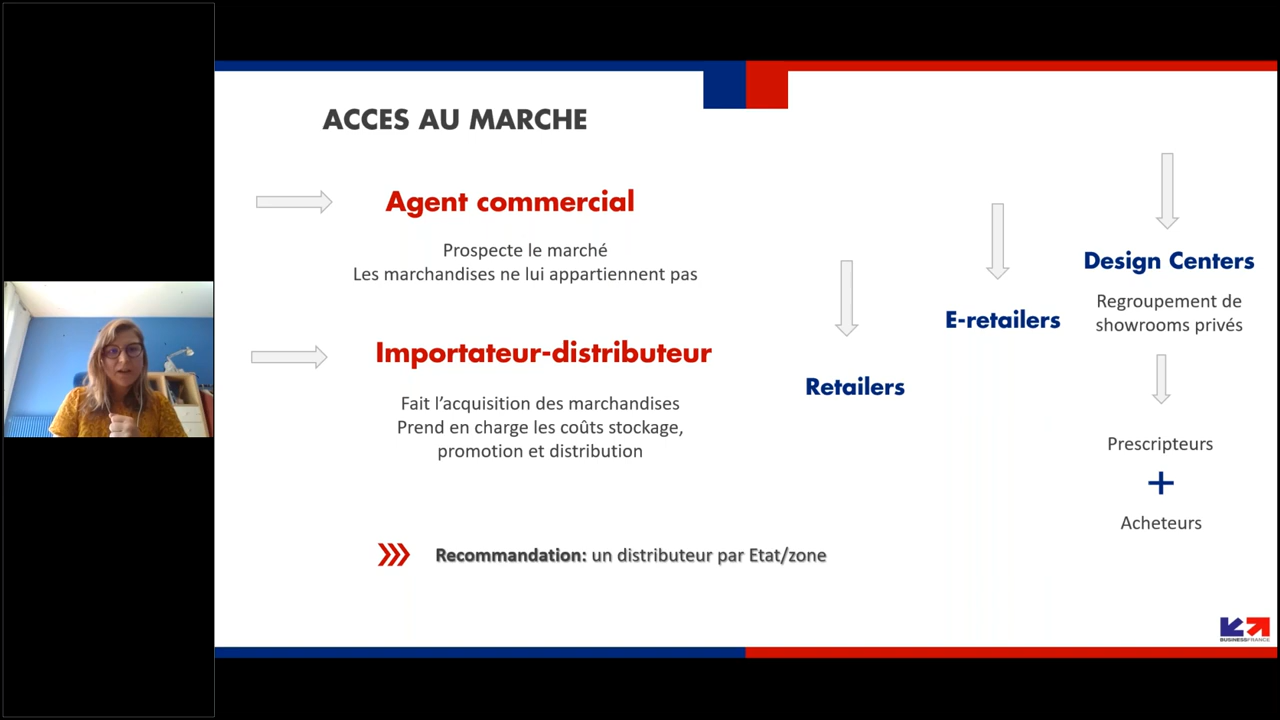 ACCES AU MARCHE
Agent commercial
Prospecte le marché
Les marchandises ne lui appartiennent pas
Importateur-distributeur
Fait l’acquisition des marchandises
Prend en charge les coûts stockage,
promotion et distribution
Recommandation: un distributeur par Etat/zone
Retailers
E-retailers
Design Centers
Regroupement de
showrooms privés
Prescripteurs
+
Acheteurs
BUSINESSFRANCE